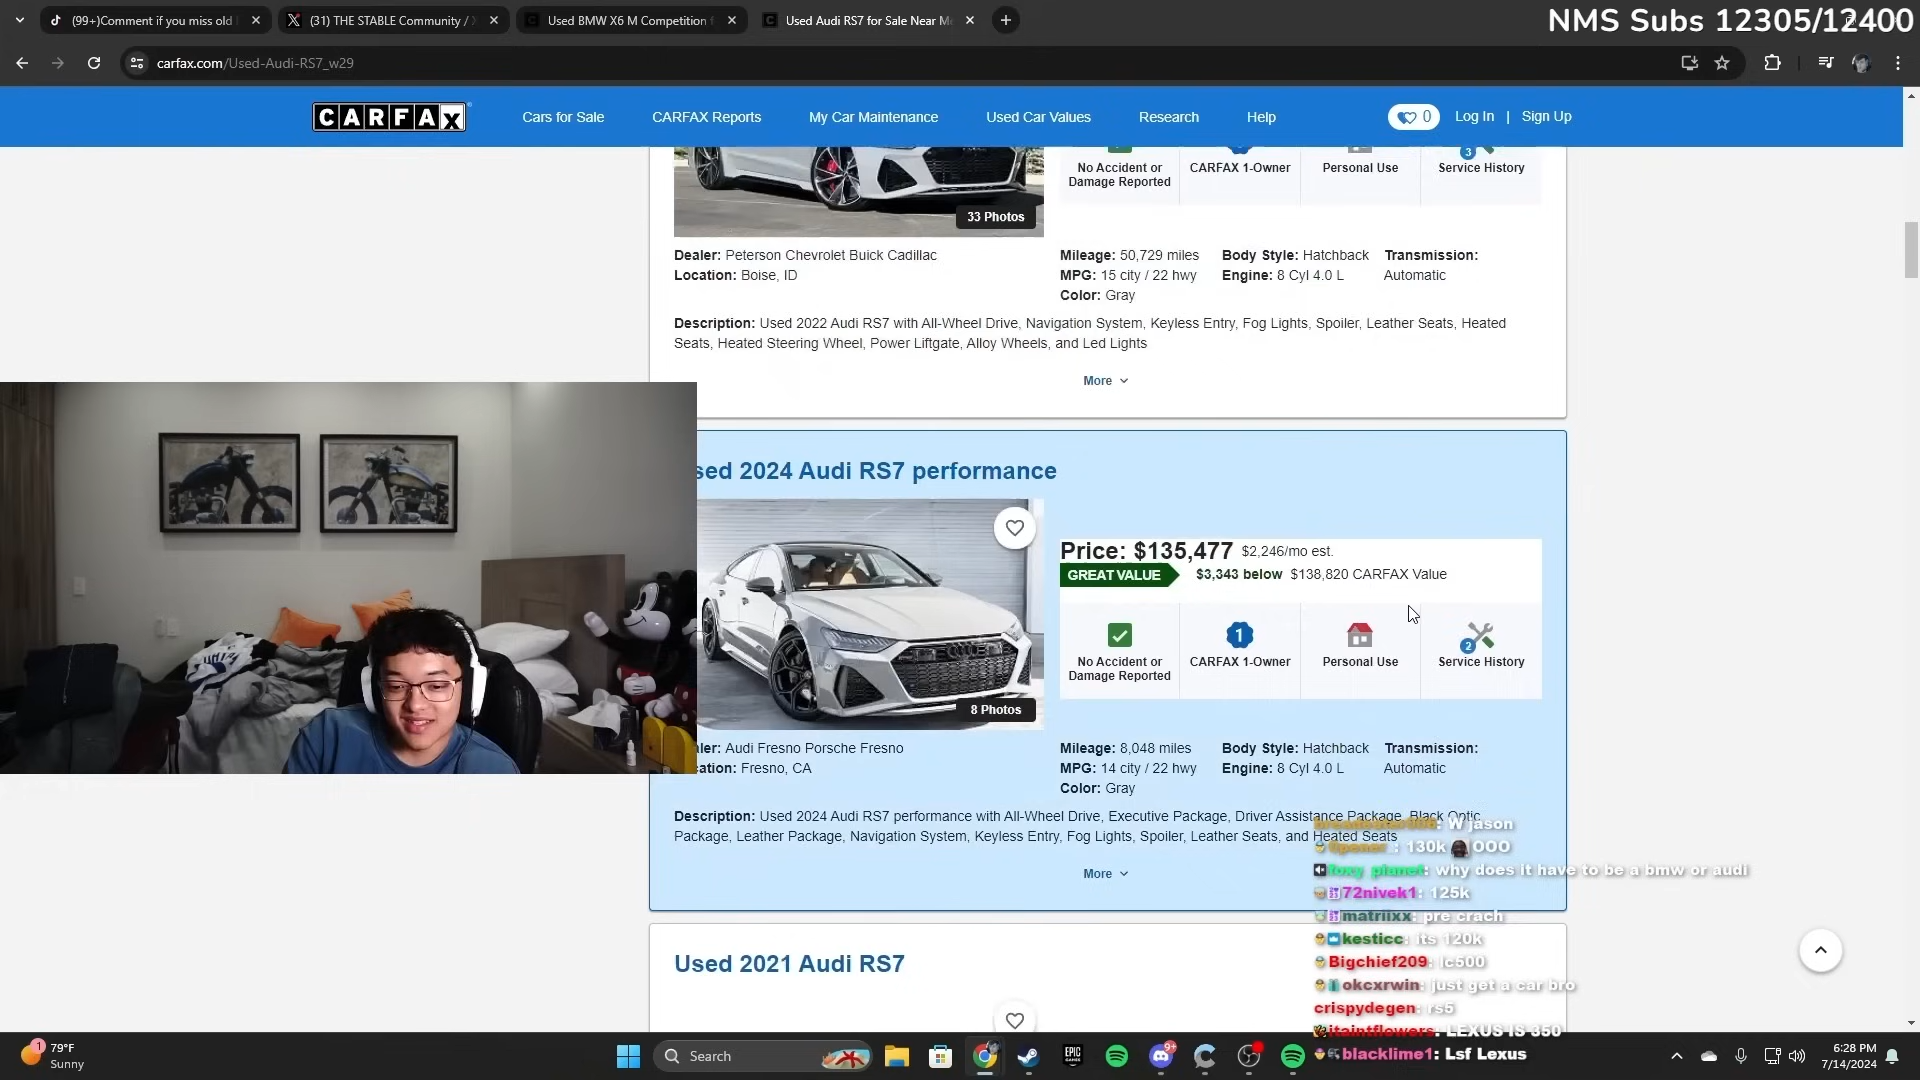 (99+)Comment if you miss old
(31) THE STABLE Community /
Used BMW X6 M Competition f
Used Audi RS7 for Sale Near Me
NMS Subs 12305/12400
carfax.com/Used-Audi-RS7_w29
CARFAX
Cars for Sale
CARFAX Reports
My Car Maintenance
Used Car Values
Research
Help
0
Log In | Sign Up
33 Photos
No Accident or
Damage Reported
CARFAX 1-Owner
Personal Use
3
Service History
Dealer: Peterson Chevrolet Buick Cadillac
Location: Boise, ID
Mileage: 50,729 miles
Body Style: Hatchback
Transmission:
Automatic
MPG: 15 city / 22 hwy
Engine: 8 Cyl 4.0 L
Color: Gray
Description: Used 2022 Audi RS7 with All-Wheel Drive, Navigation System, Keyless Entry, Fog Lights, Spoiler, Leather Seats, Heated
Seats, Heated Steering Wheel, Power Liftgate, Alloy Wheels, and Led Lights
More
sed 2024 Audi RS7 performance
8 Photos
Price: $135,477 $2,246/mo est.
GREAT VALUE $3,343 below $138,820 CARFAX Value
No Accident or
Damage Reported
1
CARFAX 1-Owner
Personal Use
2
Service History
ler: Audi Fresno Porsche Fresno
ation: Fresno, CA
Mileage: 8,048 miles
Body Style: Hatchback
Transmission:
Automatic
MPG: 14 city / 22 hwy
Engine: 8 Cyl 4.0 L
Color: Gray
Description: Used 2024 Audi RS7 performance with All-Wheel Drive, Executive Package, Driver Assistance Package, Black Optic
Package, Leather Package, Navigation System, Keyless Entry, Fog Lights, Spoiler, Leather Seats, and Heated Seats
More
Used 2021 Audi RS7
: W jason
: 130k OOO
foxy_planet: why does it have to be a bmw or audi
72nivek1: 125k
matriixx: pre crach
kesticc: its 120k
Bigchief209: lc500
okcxrwin: just get a car bro
crispydegen: rs5
itaintflowers: LEXUS IS 350
blacklime1: Lsf Lexus
1
79°F
Sunny
Search
EPIC
GAMES
9+
6:28 PM
7/14/2024